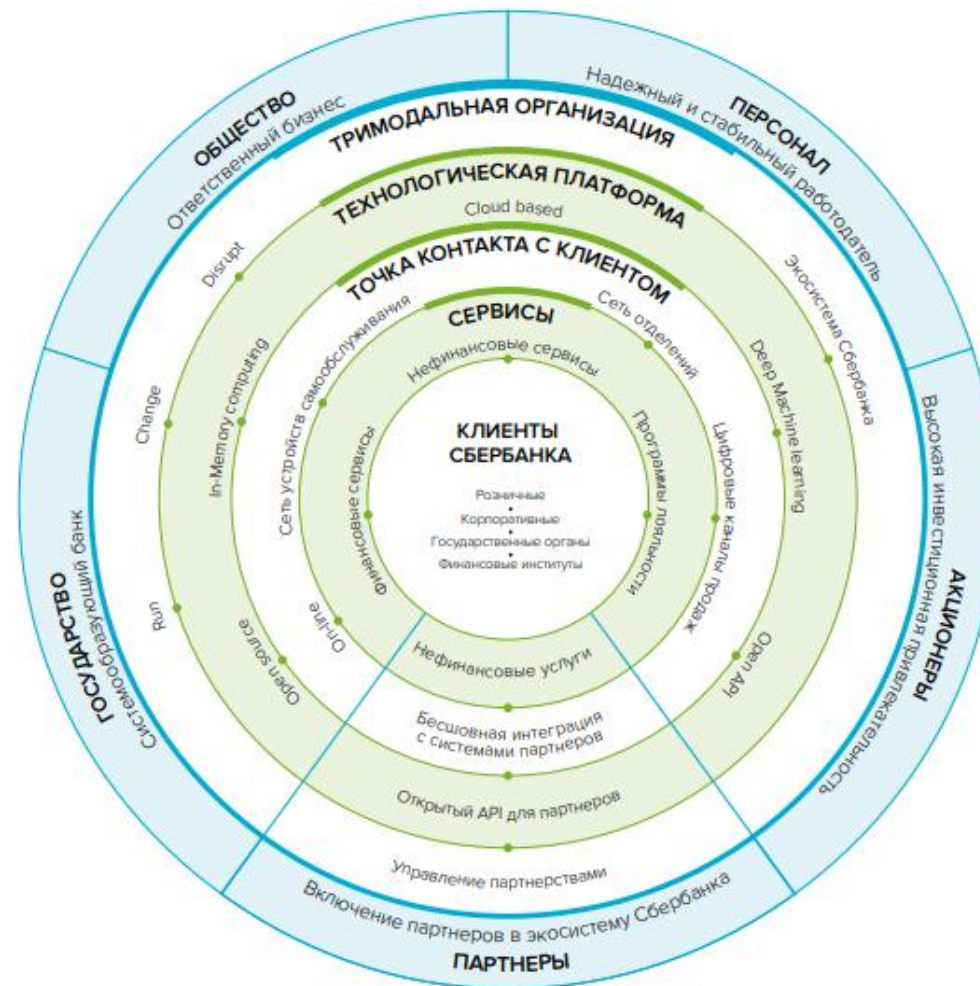 ОБЩЕСТВО
Ответственный бизнес
ПЕРСОНАЛ
Надежный и стабильный работодатель
ГОСУДАРСТВО
Системообразующий банк
АКЦИОНЕРЫ
Высокая инвестиционная привлекательность
ТРИМОДАЛЬНАЯ ОРГАНИЗАЦИЯ
Disrupt
Change
Run
Экосистема Сбербанка
ТЕХНОЛОГИЧЕСКАЯ ПЛАТФОРМА
Cloud based
In-Memory computing
Open source
Deep Machine learning
Open API
ТОЧКА КОНТАКТА С КЛИЕНТОМ
Сеть устройств самообслуживания
On-line
Сеть отделений
Цифровые каналы продаж
СЕРВИСЫ
Нефинансовые сервисы
Финансовые сервисы
Программы лояльности
КЛИЕНТЫ
СБЕРБАНКА
Розничные
•
Корпоративные
•
Государственные органы
•
Финансовые институты
Нефинансовые услуги
Бесшовная интеграция
с системами партнеров
Открытый API для партнеров
Управление партнерствами
Включение партнеров в экосистему Сбербанка
ПАРТНЕРЫ